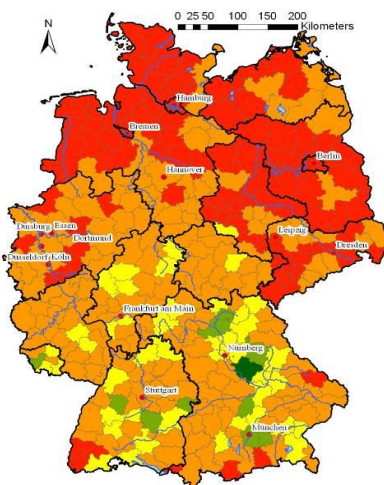 N
0 25 50 100 150 200
Kilometers
Hamburg
Bremen
Berlin
Hannover
Duisburg Essen
Dortmund
Leipzig
Dresden
Düsseldorf Köln
Frankfurt am Main
Nürnberg
Stuttgart
München